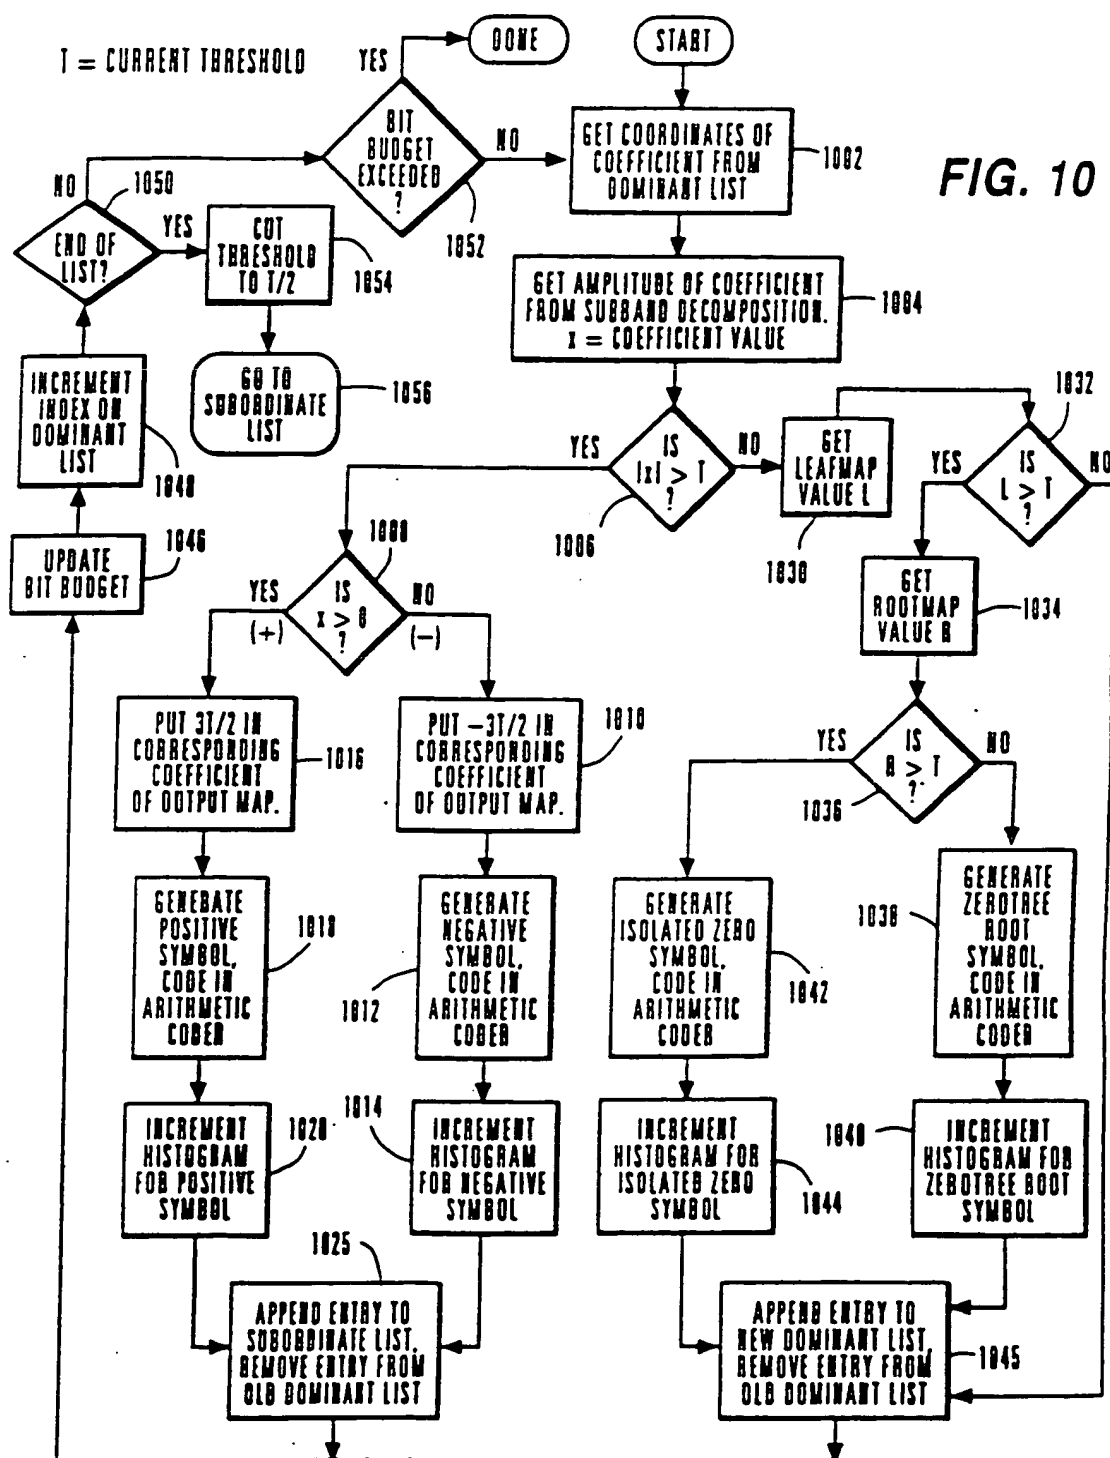 T = CURRENT THRESHOLD
YES
DONE
START
BIT
BUDGET
EXCEEDED
?
NO
1052
GET COORDINATES OF
COEFFICIENT FROM
DOMINANT LIST
1002
FIG. 10
NO
1050
END OF
LIST?
YES
CUT
THRESHOLD
TO T/2
1054
GET AMPLITUDE OF COEFFICIENT
FROM SUBBAND DECOMPOSITION.
X = COEFFICIENT VALUE
1004
GO TO
SUBORDINATE
LIST
1056
INCREMENT
INDEX ON
DOMINANT
LIST
1048
YES
IS
|x| > T
?
NO
1006
GET
LEAFMAP
VALUE L
1030
1032
YES
IS
L > T
?
NO
UPDATE
BIT BUDGET
1046
1008
YES
(+)
IS
x > 0
?
NO
(−)
GET
ROOTMAP
VALUE R
1034
PUT 3T/2 IN
CORRESPONDING
COEFFICIENT
OF OUTPUT MAP.
1016
PUT −3T/2 IN
CORRESPONDING
COEFFICIENT
OF OUTPUT MAP.
1010
YES
IS
R > T
?
NO
1036
GENERATE
POSITIVE
SYMBOL,
CODE IN
ARITHMETIC
CODER
1018
GENERATE
NEGATIVE
SYMBOL,
CODE IN
ARITHMETIC
CODER
1012
GENERATE
ISOLATED ZERO
SYMBOL,
CODE IN
ARITHMETIC
CODER
1042
GENERATE
ZEROTREE
ROOT
SYMBOL,
CODE IN
ARITHMETIC
CODER
1038
INCREMENT
HISTOGRAM
FOR POSITIVE
SYMBOL
1020
INCREMENT
HISTOGRAM
FOR NEGATIVE
SYMBOL
1014
INCREMENT
HISTOGRAM FOR
ISOLATED ZERO
SYMBOL
1044
INCREMENT
HISTOGRAM FOR
ZEROTREE ROOT
SYMBOL
1040
1025
APPEND ENTRY TO
SUBORDINATE LIST,
REMOVE ENTRY FROM
OLD DOMINANT LIST
APPEND ENTRY TO
NEW DOMINANT LIST,
REMOVE ENTRY FROM
OLD DOMINANT LIST
1045